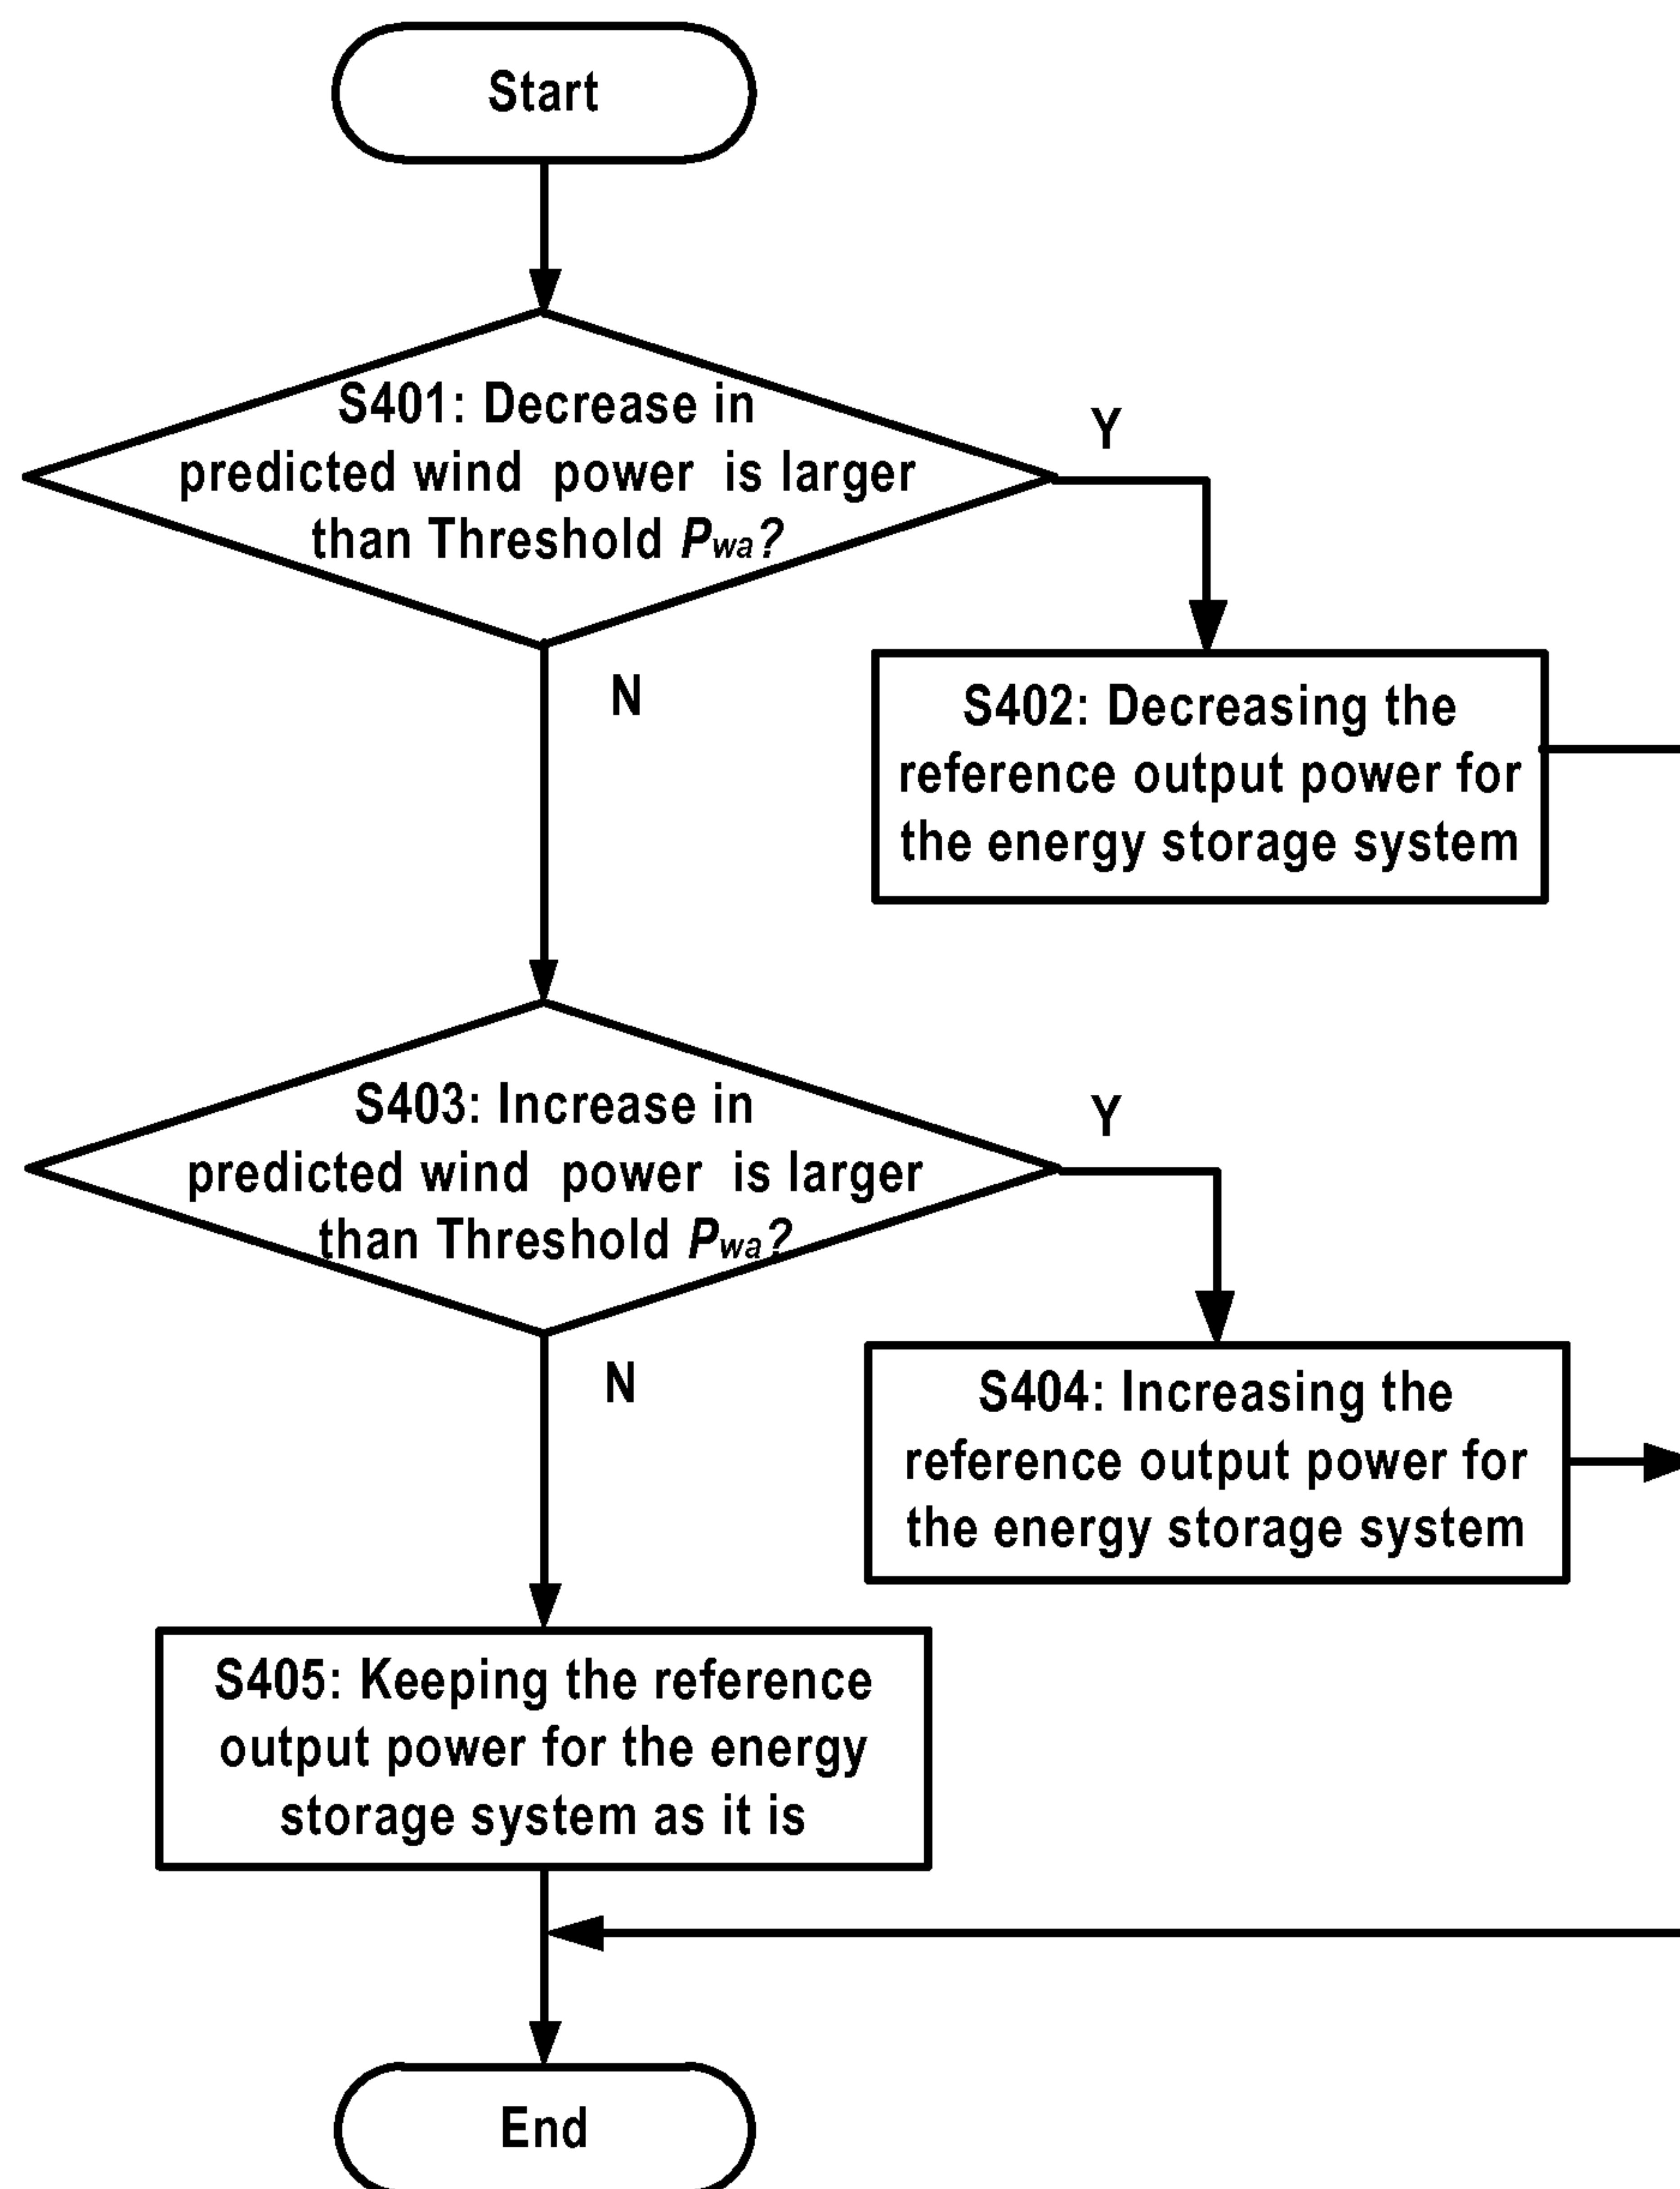 Start
S401: Decrease in
predicted wind power is larger
than Threshold Pwa?
Y
N
S402: Decreasing the
reference output power for
the energy storage system
S403: Increase in
predicted wind power is larger
than Threshold Pwa?
Y
N
S404: Increasing the
reference output power for
the energy storage system
S405: Keeping the reference
output power for the energy
storage system as it is
End